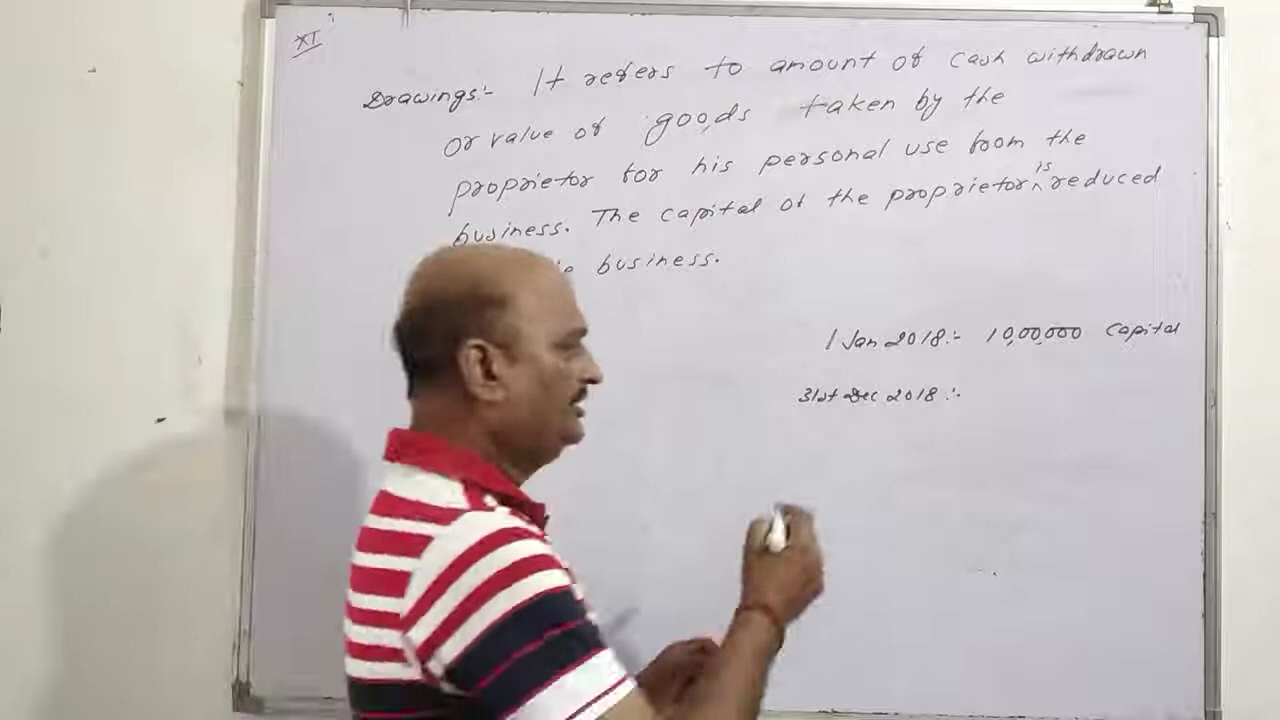 XI
Drawings:- It refers to amount of cash withdrawn
or value of goods taken by the
proprietor for his personal use from the
business. The capital of the proprietor is reduced
business.
1 Jan 2018:- 10,00,000 capital
31st Dec 2018:-